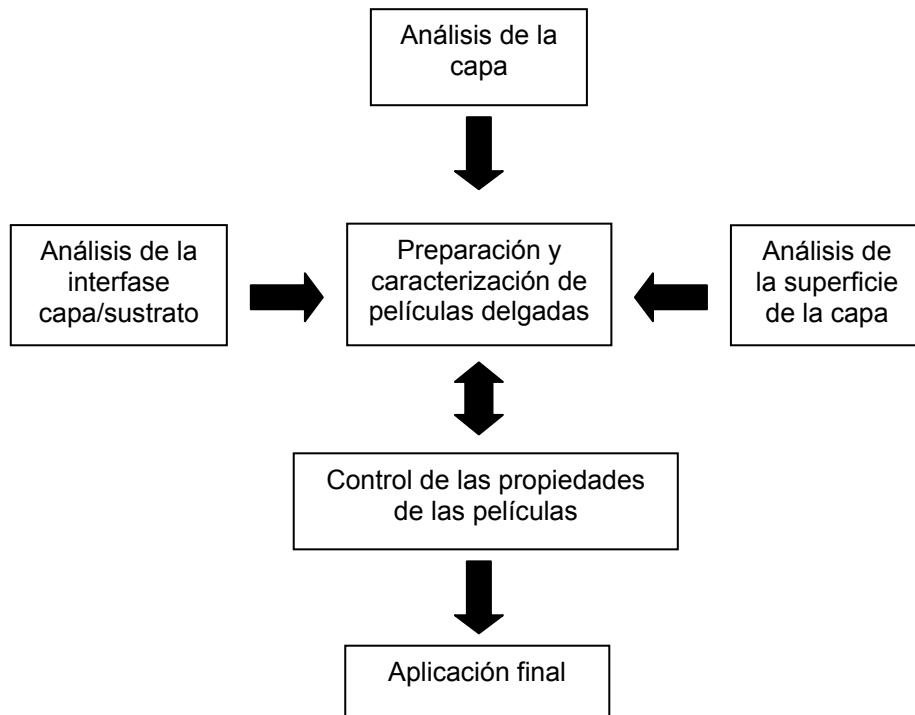 Análisis de la
capa
Análisis de la
interfase
capa/sustrato
Preparación y
caracterización de
películas delgadas
Análisis de
la superficie
de la capa
Control de las propiedades
de las películas
Aplicación final